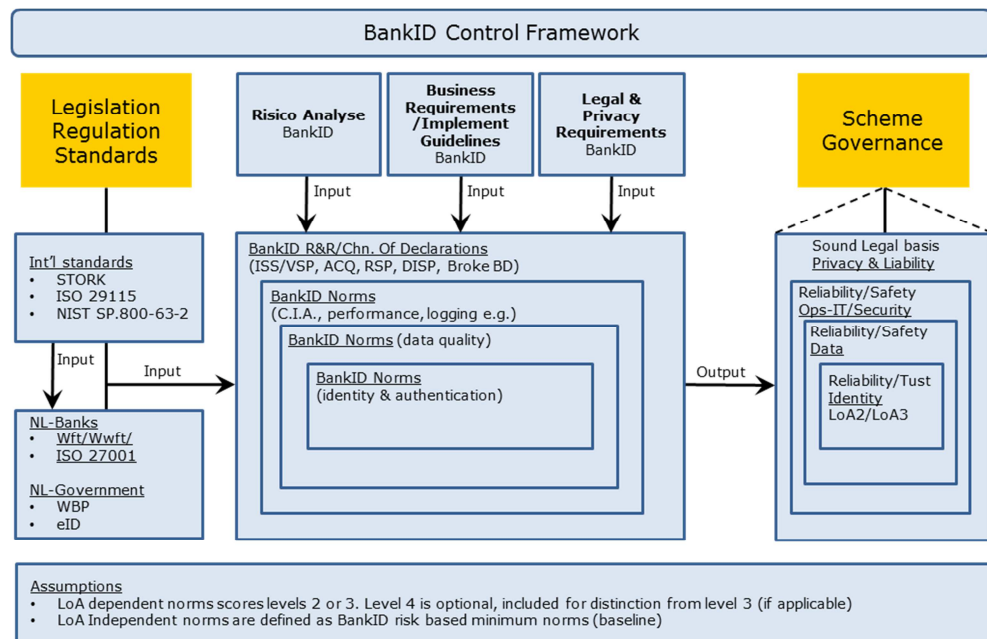 BankID Control Framework
Legislation
Regulation
Standards
Risico Analyse
BankID
Business
Requirements
/Implement
Guidelines
BankID
Legal &
Privacy
Requirements
BankID
Scheme
Governance
Input
Input
Input
Int'l standards
• STORK
• ISO 29115
• NIST SP.800-63-2
Input
Input
NL-Banks
• Wft/Wwft/
• ISO 27001
NL-Government
• WBP
• eID
BankID R&R/Chn. Of Declarations
(ISS/VSP, ACQ, RSP, DISP, Broke BD)
BankID Norms
(C.I.A., performance, logging e.g.)
BankID Norms (data quality)
BankID Norms
(identity & authentication)
Output
Sound Legal basis
Privacy & Liability
Reliability/Safety
Ops-IT/Security
Reliability/Safety
Data
Reliability/Tust
Identity
LoA2/LoA3
Assumptions
• LoA dependent norms scores levels 2 or 3. Level 4 is optional, included for distinction from level 3 (if applicable)
• LoA Independent norms are defined as BankID risk based minimum norms (baseline)